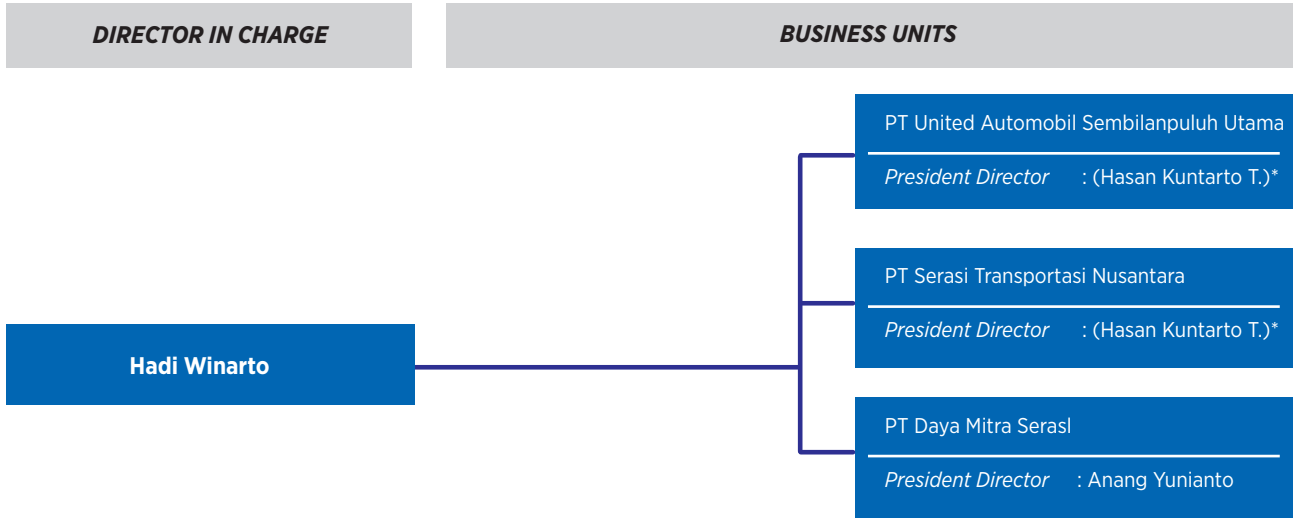 DIRECTOR IN CHARGE
BUSINESS UNITS
PT United Automobil Sembilanpuluh Utama
President Director : (Hasan Kuntarto T.)*
PT Serasi Transportasi Nusantara
President Director : (Hasan Kuntarto T.)*
Hadi Winarto
PT Daya Mitra Serasl
President Director : Anang Yunianto